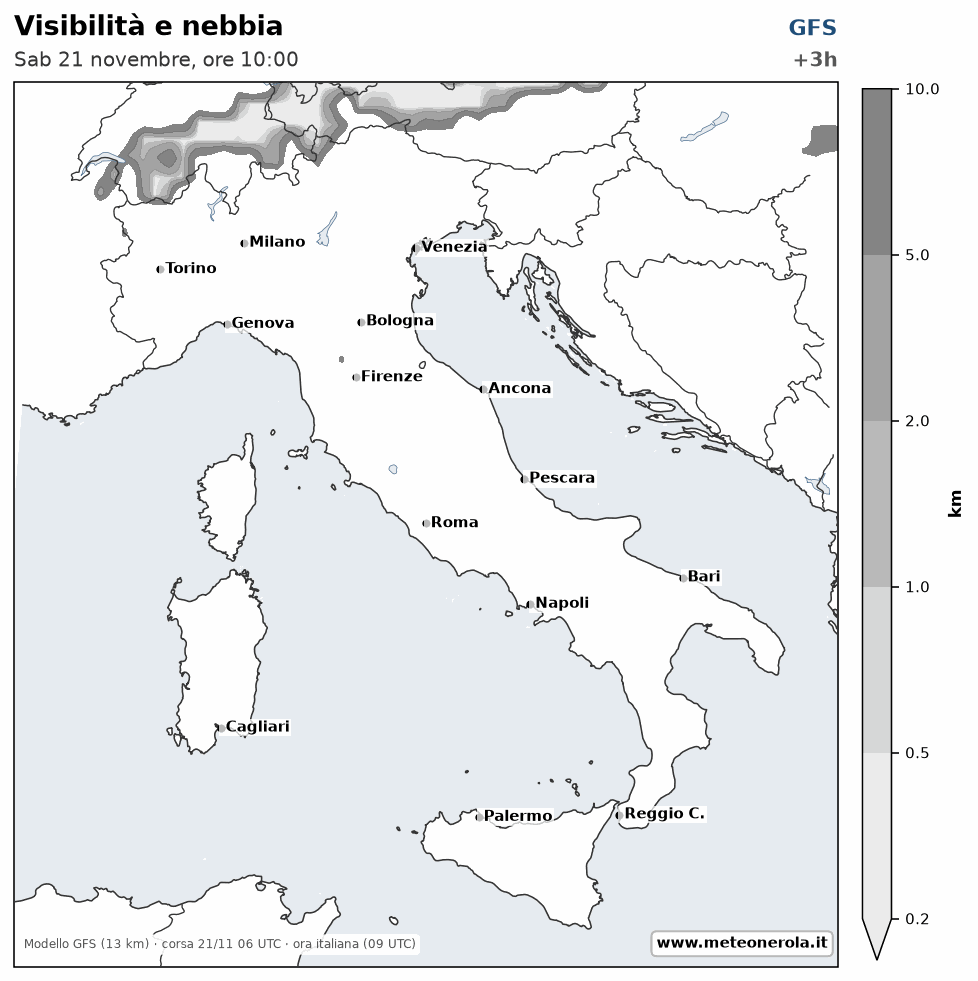 Visibilità e nebbia
GFS
Sab 21 novembre, ore 10:00
+3h
10.0
5.0
2.0
1.0
0.5
0.2
km
Milano
Venezia
Torino
Genova
Bologna
Firenze
Ancona
Pescara
Roma
Bari
Napoli
Cagliari
Palermo
Reggio C.
Modello GFS (13 km) · corsa 21/11 06 UTC · ora italiana (09 UTC)
www.meteonerola.it